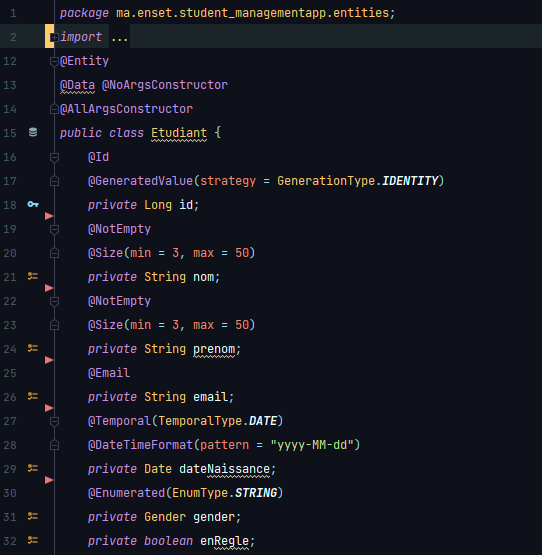 1 package ma.enset.student_managementapp.entities;
2 import ...
12 @Entity
13 @Data @NoArgsConstructor
14 @AllArgsConstructor
15 public class Etudiant {
16 @Id
17 @GeneratedValue(strategy = GenerationType.IDENTITY)
18 private Long id;
19 @NotEmpty
20 @Size(min = 3, max = 50)
21 private String nom;
22 @NotEmpty
23 @Size(min = 3, max = 50)
24 private String prenom;
25 @Email
26 private String email;
27 @Temporal(TemporalType.DATE)
28 @DateTimeFormat(pattern = "yyyy-MM-dd")
29 private Date dateNaissance;
30 @Enumerated(EnumType.STRING)
31 private Gender gender;
32 private boolean enRegle;